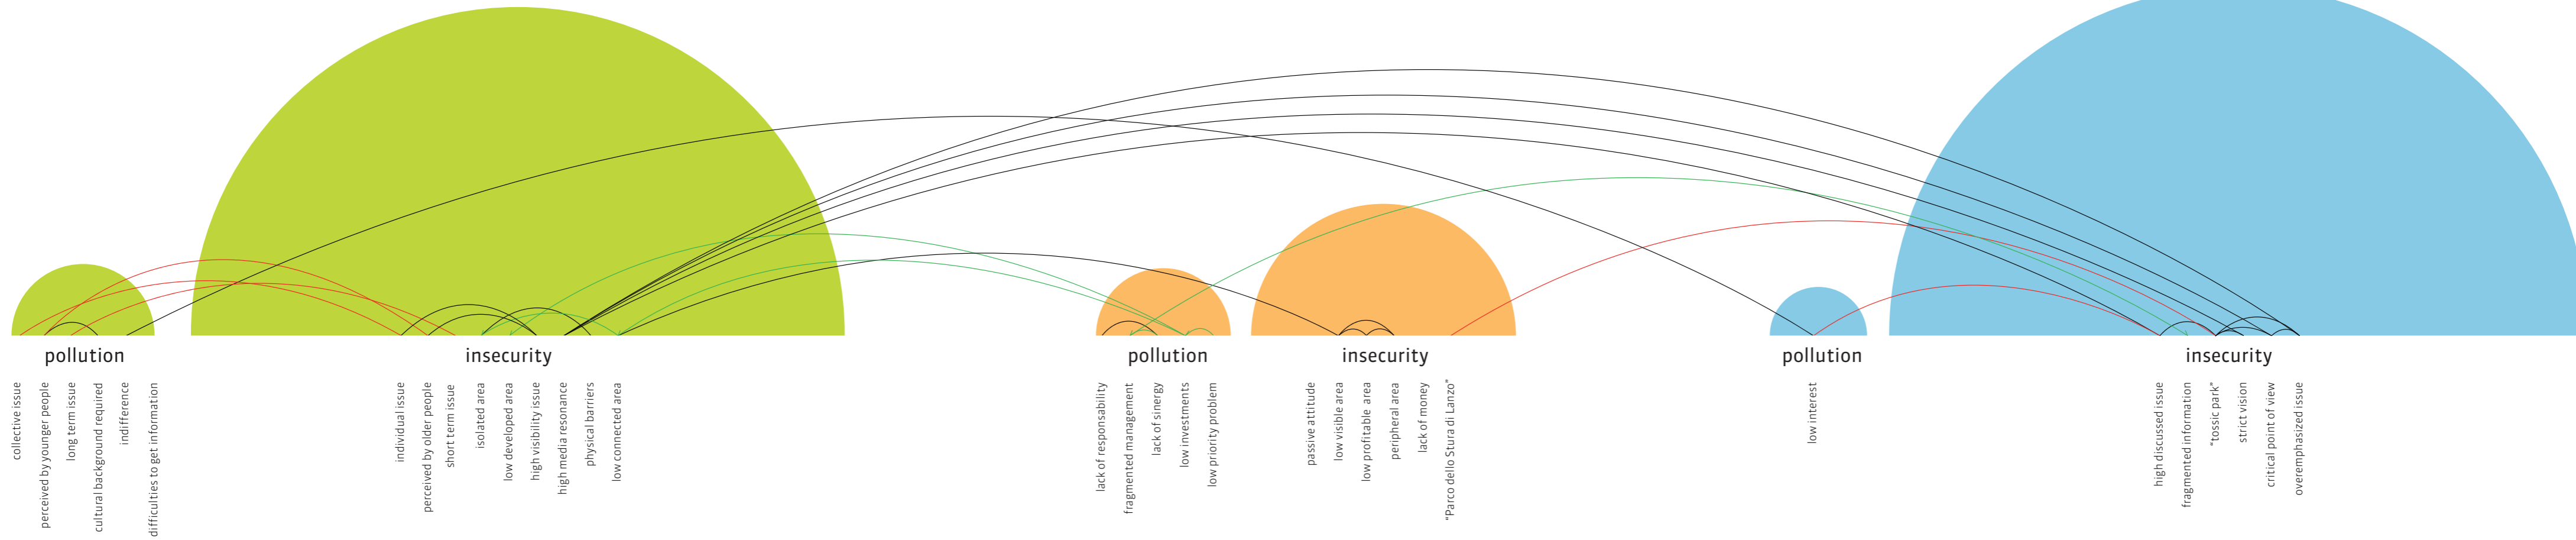 pollution
insecurity
pollution
insecurity
pollution
insecurity
collective issue
perceived by younger people
long term issue
cultural background required
indifference
difficulties to get information
individual issue
perceived by older people
short term issue
isolated area
low developed area
high visibility issue
high media resonance
physical barriers
low connected area
lack of responsability
fragmented management
lack of sinergy
low investments
low priority problem
passive attitude
low visible area
low profitable area
peripheral area
lack of money
"Parco dello Stura di Lanzo"
low interest
high discussed issue
fragmented information
"tossic park"
strict vision
critical point of view
overemphasized issue